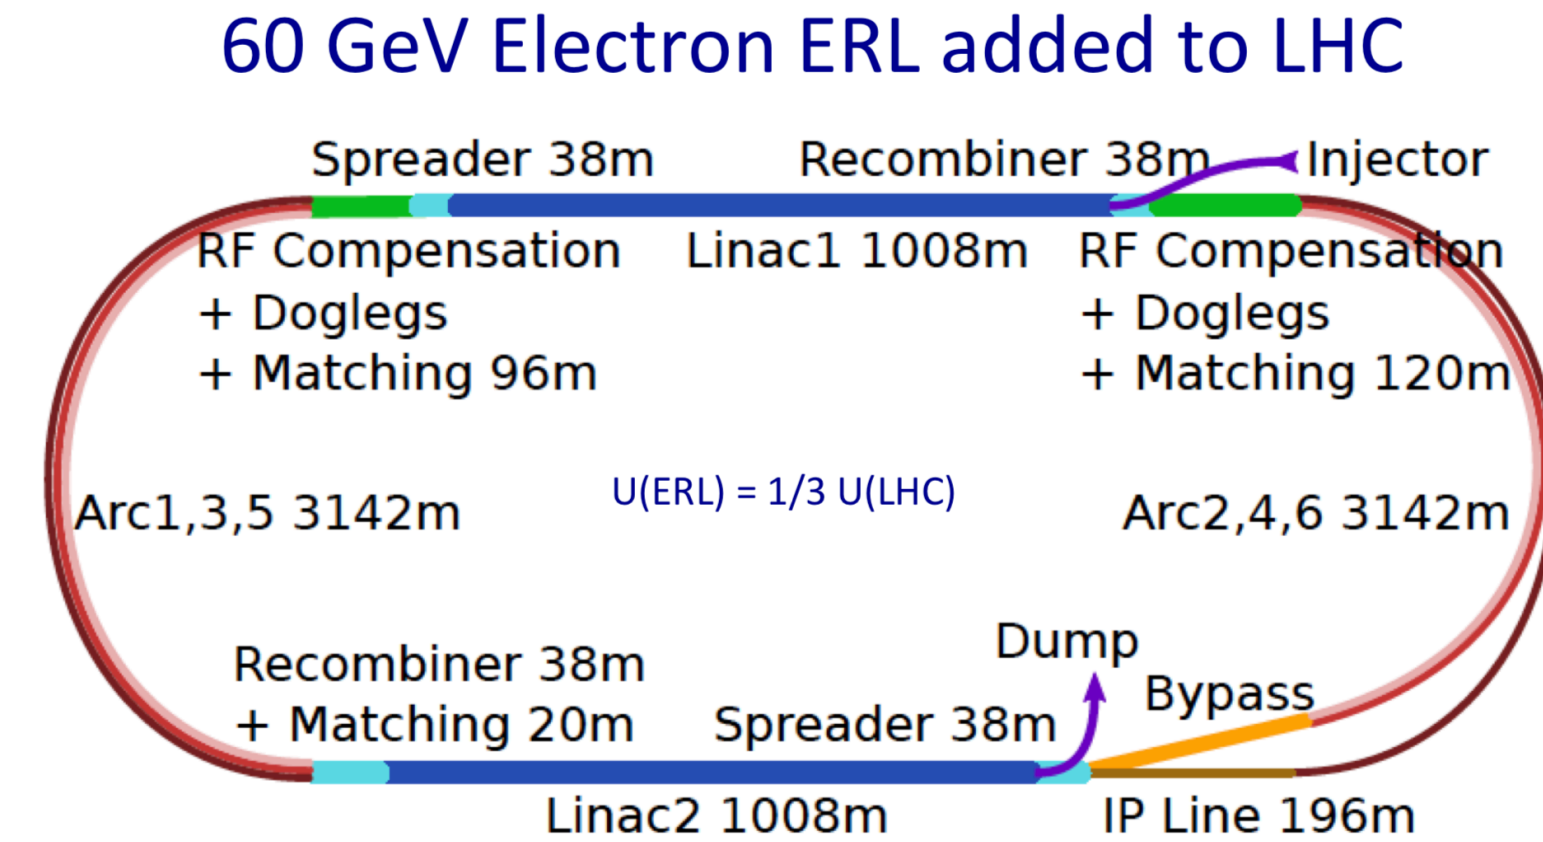 60 GeV Electron ERL added to LHC
Spreader 38m
Recombiner 38m
Injector
RF Compensation
+ Doglegs
+ Matching 96m
Linac1 1008m
RF Compensation
+ Doglegs
+ Matching 120m
U(ERL) = 1/3 U(LHC)
Arc1,3,5 3142m
Arc2,4,6 3142m
Recombiner 38m
+ Matching 20m
Spreader 38m
Dump
Bypass
Linac2 1008m
IP Line 196m